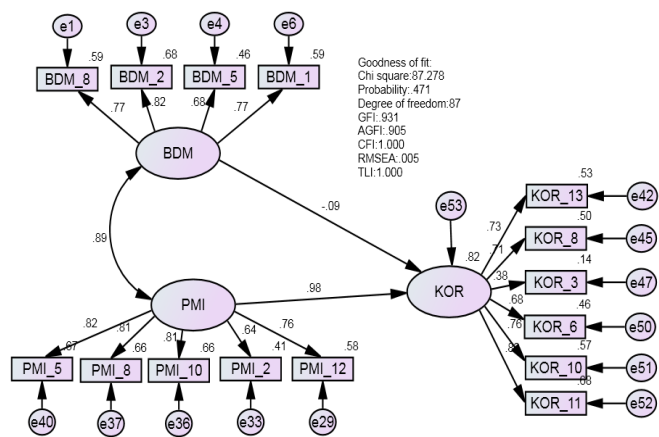 e1
e3
e4
e6
.59
.68
.46
.59
BDM_8
BDM_2
BDM_5
BDM_1
.77
.82
.68
.77
BDM
Goodness of fit:
Chi square:87.278
Probability:.471
Degree of freedom:87
GFI:.931
AGFI:.905
CFI:1.000
RMSEA:.005
TLI:1.000
-.09
.89
.98
e53
.82
KOR
PMI
.73
.71
.38
.68
.76
.53
KOR_13
e42
.50
KOR_8
e45
.14
KOR_3
e47
.46
KOR_6
e50
.57
KOR_10
e51
KOR_11
e52
.82
.81
.81
.64
.76
.67
.66
.66
.41
.58
PMI_5
PMI_8
PMI_10
PMI_2
PMI_12
e40
e37
e36
e33
e29